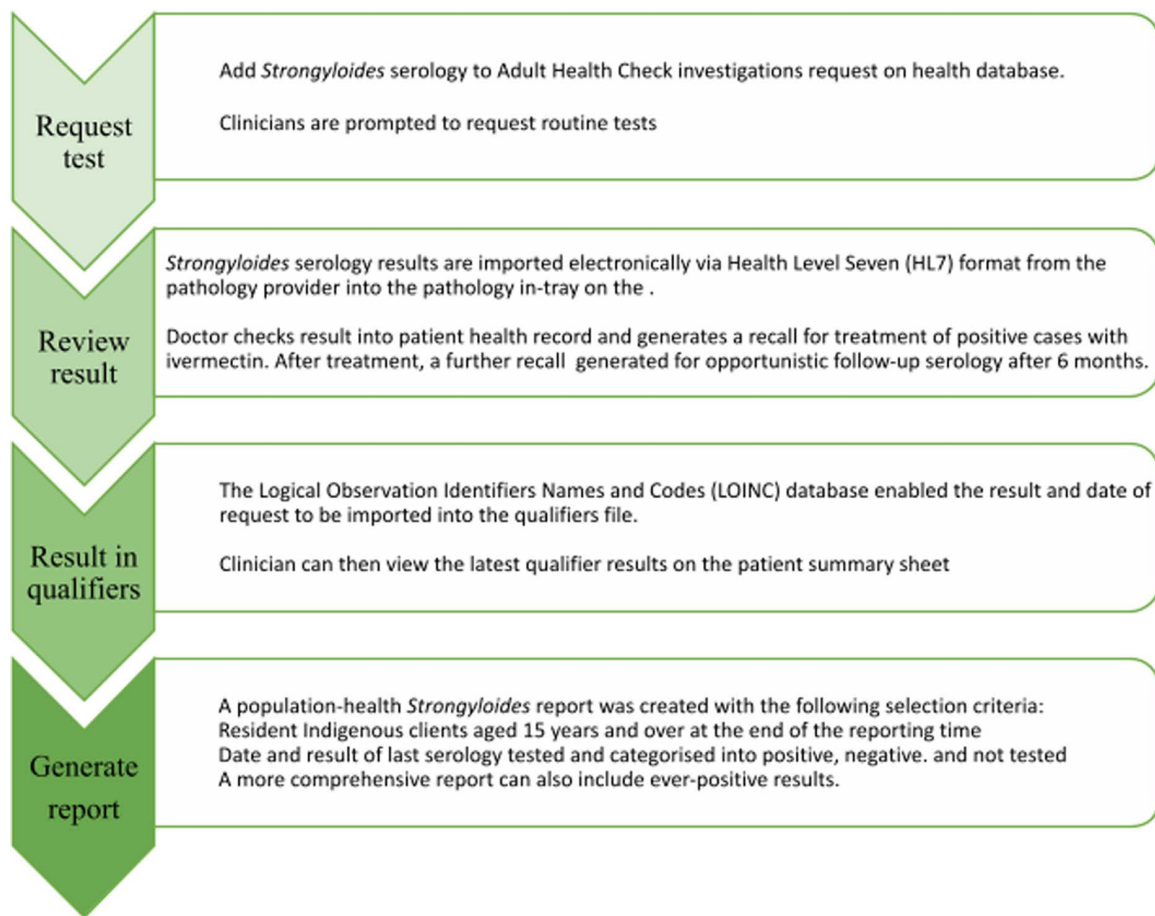 Request
test
Add Strongyloides serology to Adult Health Check investigations request on health database.
Clinicians are prompted to request routine tests
Review
result
Strongyloides serology results are imported electronically via Health Level Seven (HL7) format from the
pathology provider into the pathology in-tray on the .
Doctor checks result into patient health record and generates a recall for treatment of positive cases with
ivermectin. After treatment, a further recall  generated for opportunistic follow-up serology after 6 months.
Result in
qualifiers
The Logical Observation Identifiers Names and Codes (LOINC) database enabled the result and date of
request to be imported into the qualifiers file.
Clinician can then view the latest qualifier results on the patient summary sheet
Generate
report
A population-health Strongyloides report was created with the following selection criteria:
Resident Indigenous clients aged 15 years and over at the end of the reporting time
Date and result of last serology tested and categorised into positive, negative. and not tested
A more comprehensive report can also include ever-positive results.